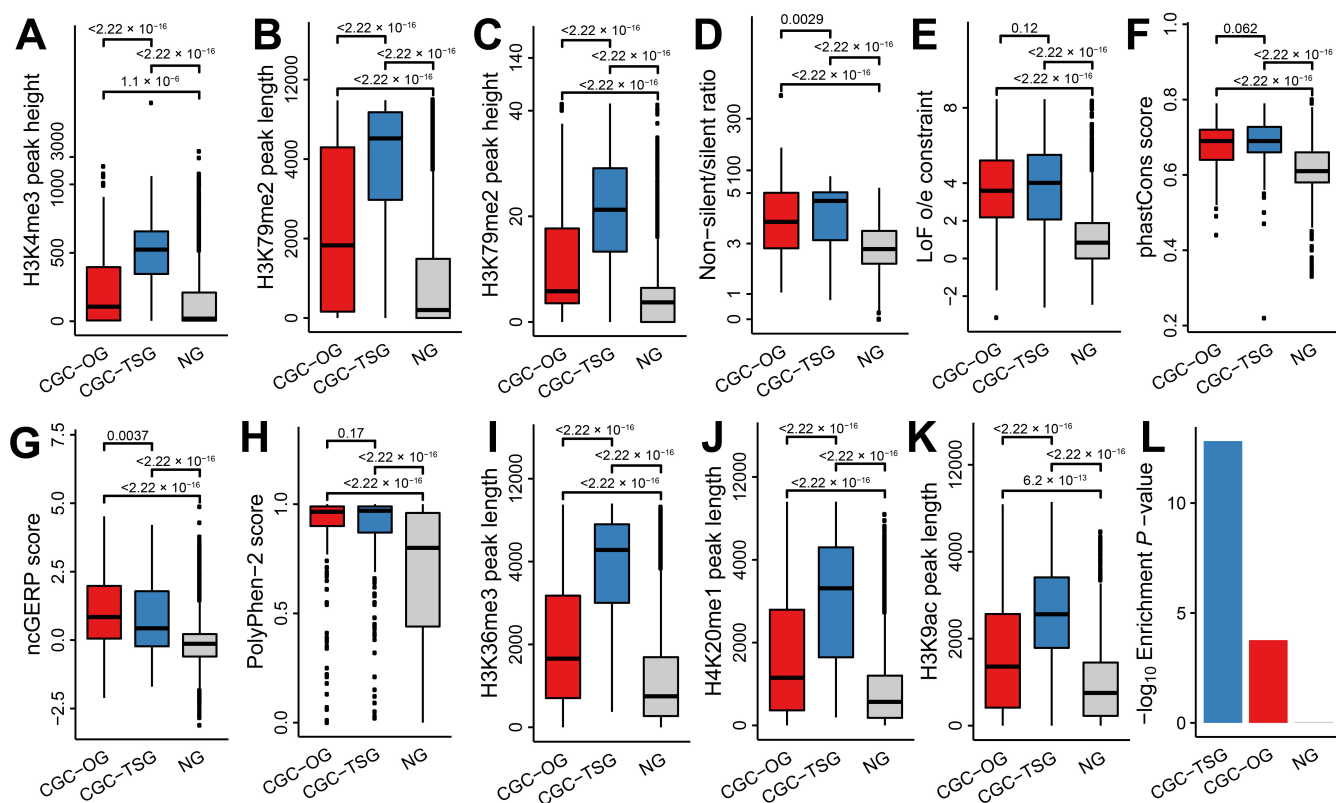 A
H3K4me3 peak height
<2.22 × 10−16
<2.22 × 10−16
1.1 × 10−6
3000
1000
500
0
CGC−OG
CGC−TSG
NG
B
H3K79me2 peak length
<2.22 × 10−16
<2.22 × 10−16
<2.22 × 10−16
12000
4000
2000
0
CGC−OG
CGC−TSG
NG
C
H3K79me2 peak height
<2.22 × 10−16
<2.22 × 10−16
<2.22 × 10−16
140
40
20
0
CGC−OG
CGC−TSG
NG
D
Non−silent/silent ratio
0.0029
<2.22 × 10−16
<2.22 × 10−16
300
100
5
3
1
0
CGC−OG
CGC−TSG
NG
E
LoF o/e constraint
0.12
<2.22 × 10−16
<2.22 × 10−16
8
4
2
0
−2
CGC−OG
CGC−TSG
NG
F
phastCons score
0.062
<2.22 × 10−16
<2.22 × 10−16
1.0
0.8
0.6
0.4
0.2
CGC−OG
CGC−TSG
NG
G
ncGERP score
0.0037
<2.22 × 10−16
<2.22 × 10−16
7.5
5.0
2.5
0.0
−2.5
CGC−OG
CGC−TSG
NG
H
PolyPhen−2 score
0.17
<2.22 × 10−16
<2.22 × 10−16
1.0
0.5
0.0
CGC−OG
CGC−TSG
NG
I
H3K36me3 peak length
<2.22 × 10−16
<2.22 × 10−16
<2.22 × 10−16
12000
4000
2000
0
CGC−OG
CGC−TSG
NG
J
H4K20me1 peak length
<2.22 × 10−16
<2.22 × 10−16
<2.22 × 10−16
12000
4000
2000
0
CGC−OG
CGC−TSG
NG
K
H3K9ac peak length
<2.22 × 10−16
<2.22 × 10−16
6.2 × 10−13
12000
4000
2000
0
CGC−OG
CGC−TSG
NG
L
−log10 Enrichment P −value
10
5
0
CGC−TSG
CGC−OG
NG